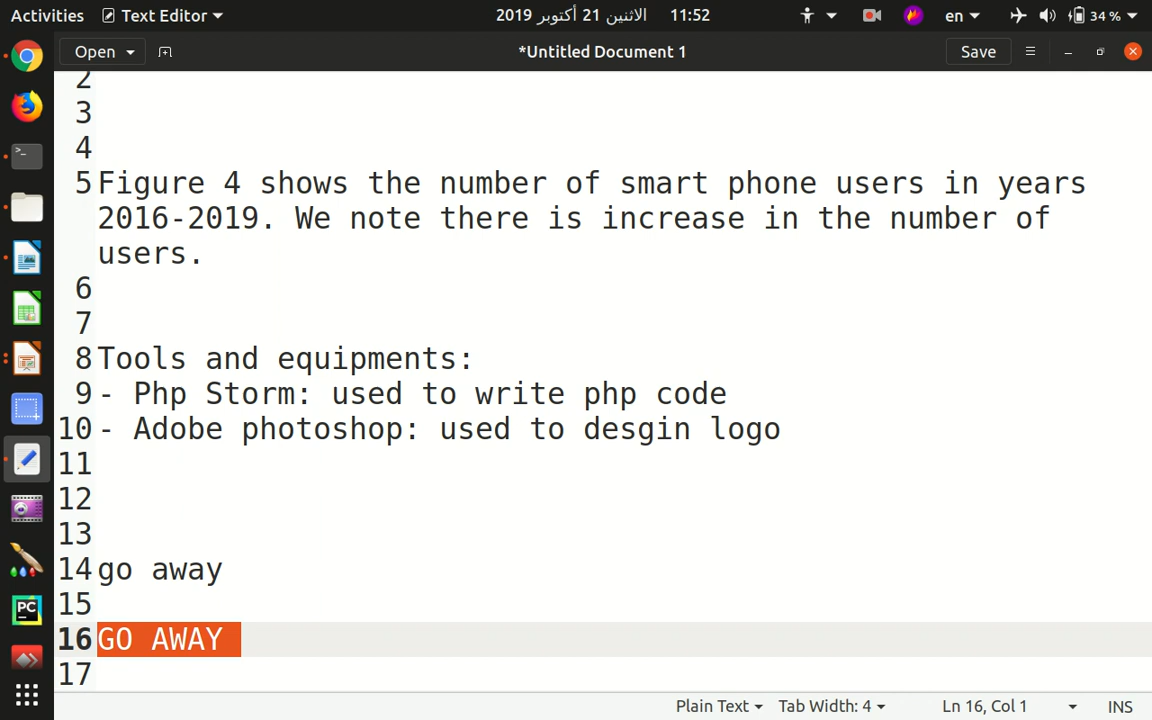 Activities Text Editor الاثنين 21 أكتوبر 2019 11:52 en 34 %
Open *Untitled Document 1 Save
2
3
4
5 Figure 4 shows the number of smart phone users in years
2016-2019. We note there is increase in the number of
users.
6
7
8 Tools and equipments:
9 - Php Storm: used to write php code
10 - Adobe photoshop: used to desgin logo
11
12
13
14 go away
15
16 GO AWAY
17
Plain Text Tab Width: 4 Ln 16, Col 1 INS
PC